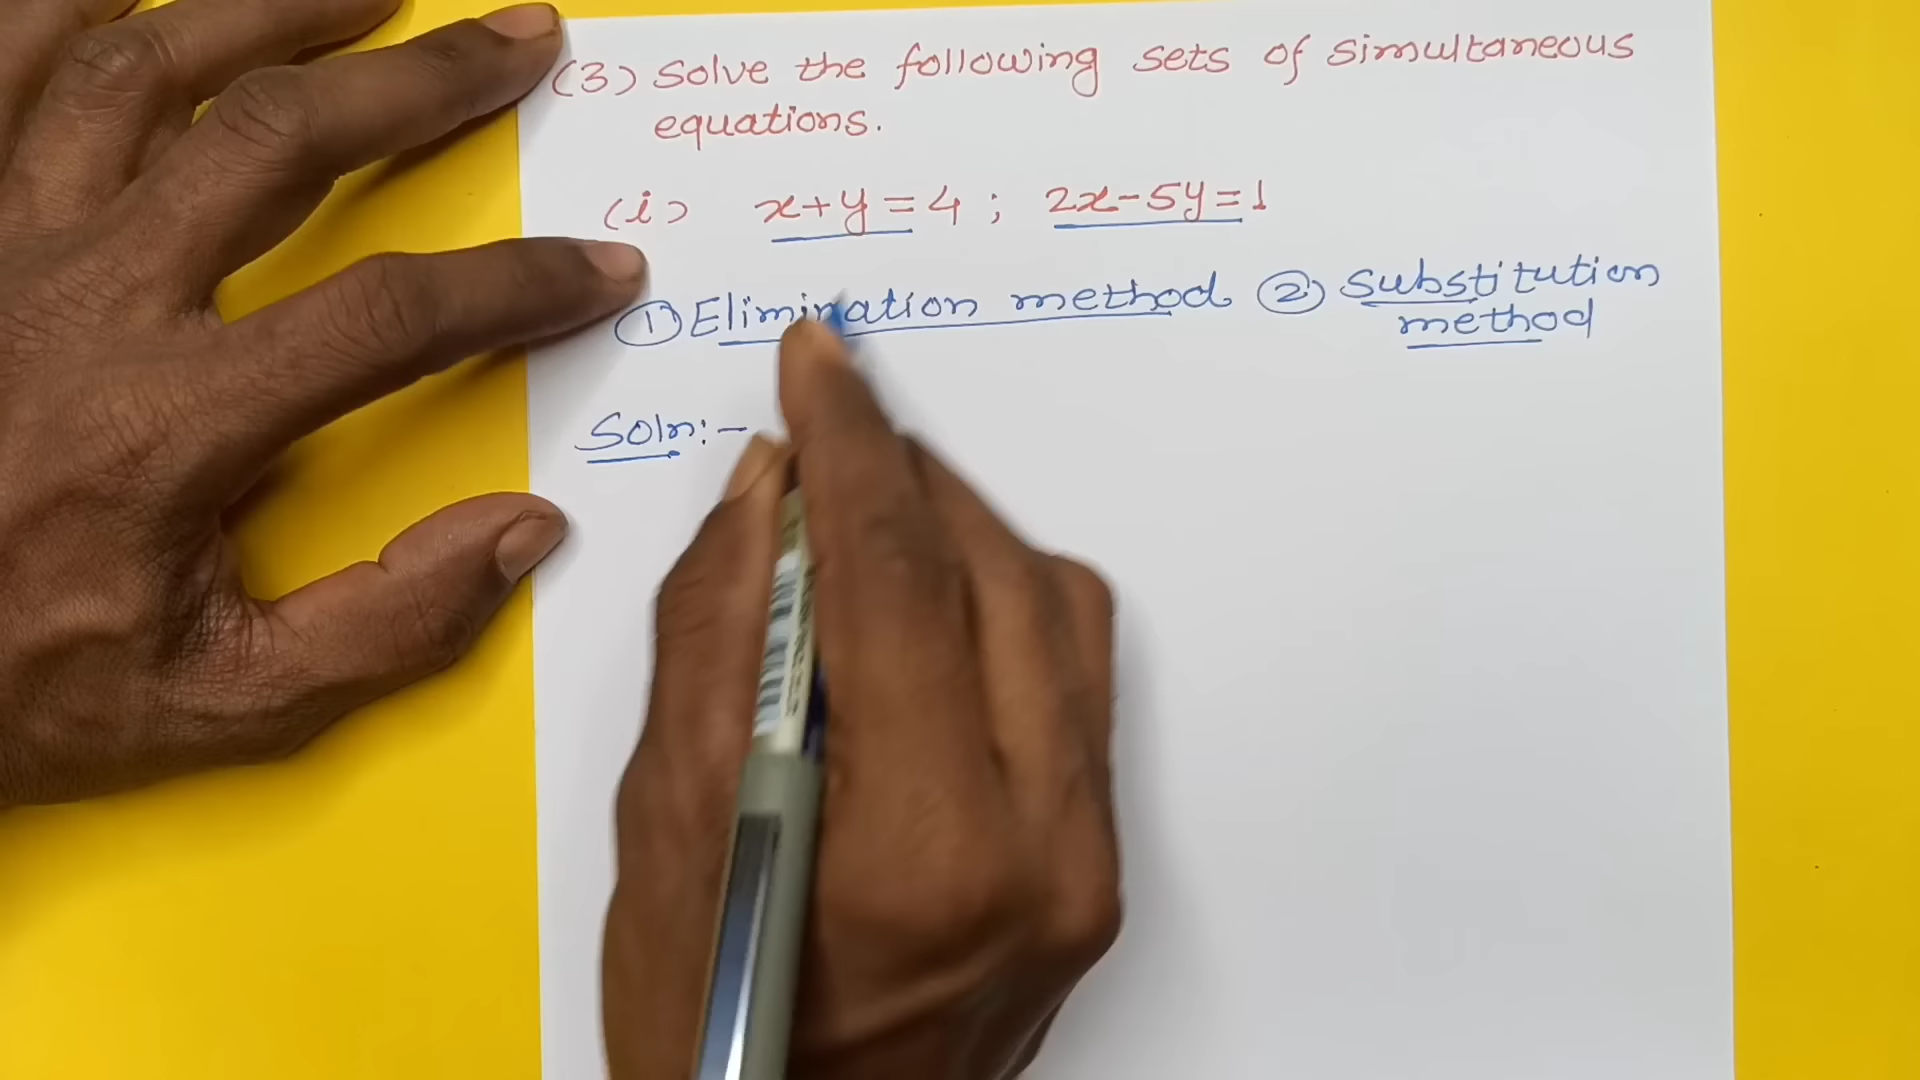 (3) Solve the following sets of simultaneous
equations.
(i) x+y=4 ; 2x-5y=1
① Elimination method ② Substitution
method
Soln:-